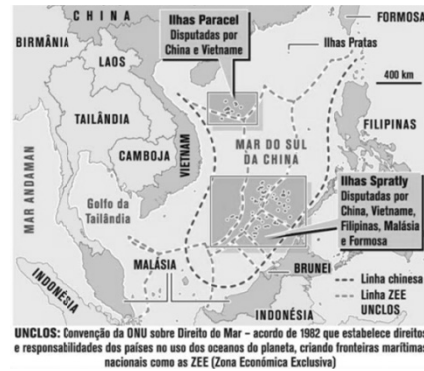 CHINA
FORMOSA
Ilhas Paracel
Disputadas por
China e Vietname
BIRMÂNIA
Ilhas Pratas
LAOS
400 km
TAILÂNDIA
FILIPINAS
VIETNAM
MAR DO SUL
DA CHINA
CAMBOJA
MAR ANDAMAN
Golfo da
Tailândia
Ilhas Spratly
Disputadas por
China, Vietname,
Filipinas, Malásia
e Formosa
MALÁSIA
BRUNEI
INDONÉSIA
INDONÉSIA
Linha chinesa
Linha ZEE
UNCLOS
UNCLOS: Convenção da ONU sobre Direito do Mar – acordo de 1982 que estabelece direitos
e responsabilidades dos países no uso dos oceanos do planeta, criando fronteiras marítimas
nacionais como as ZEE (Zona Económica Exclusiva)